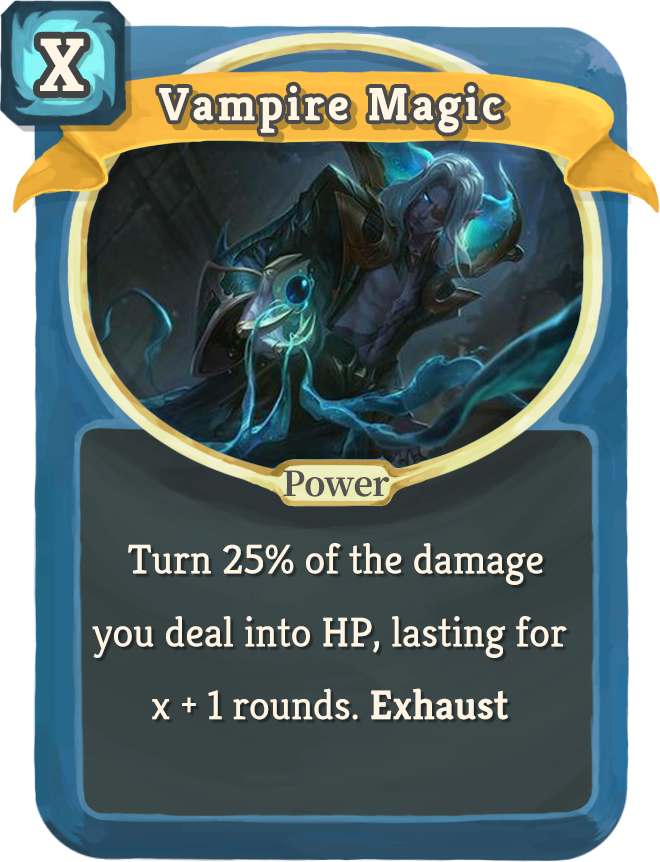 X
Vampire Magic
Power
Turn 25% of the damage
you deal into HP, lasting for
x + 1 rounds. Exhaust